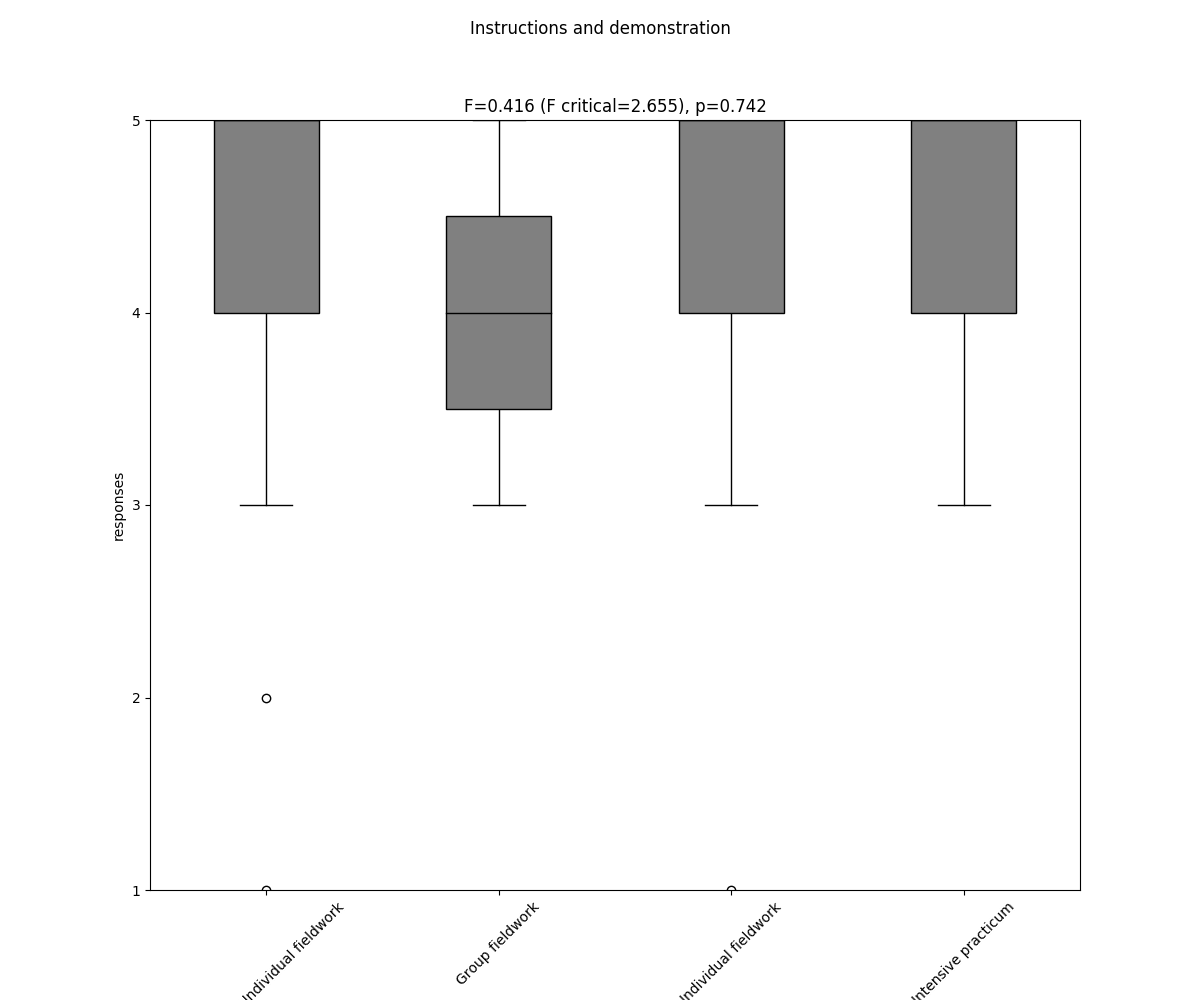 Instructions and demonstration
F=0.416 (F critical=2.655), p=0.742
5
4
3
2
1
responses
Individual fieldwork
Group fieldwork
Individual fieldwork
Intensive practicum